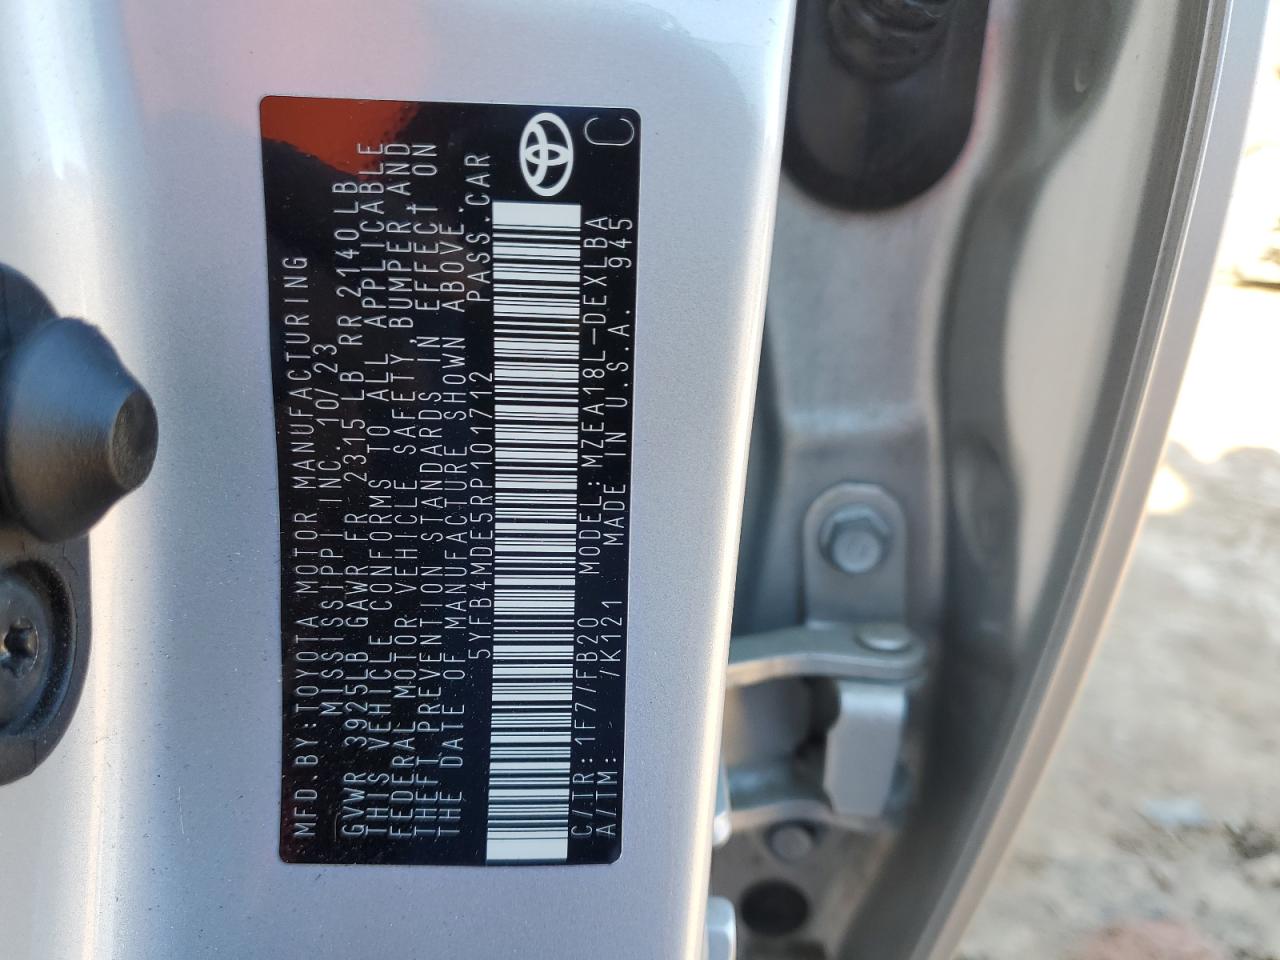 MFD.BY:TOYOTA MOTOR MANUFACTURING
MISSISSIPPI INC. 10/23
GVWR 3925LB GAWR FR 2315 LB RR 2140LB
THIS VEHICLE CONFORMS TO ALL APPLICABLE
FEDERAL MOTOR VEHICLE SAFETY,BUMPER,AND
THEFT PREVENTION STANDARDS IN EFFECT ON
THE DATE OF MANUFACTURE SHOWN ABOVE.
5YFB4MDE5RP101712 PASS.CAR
C/TR:1F7/FB20 MODEL:MZEA18L-DEXLBA
A/TM: /K121 MADE IN U.S.A. 945
C